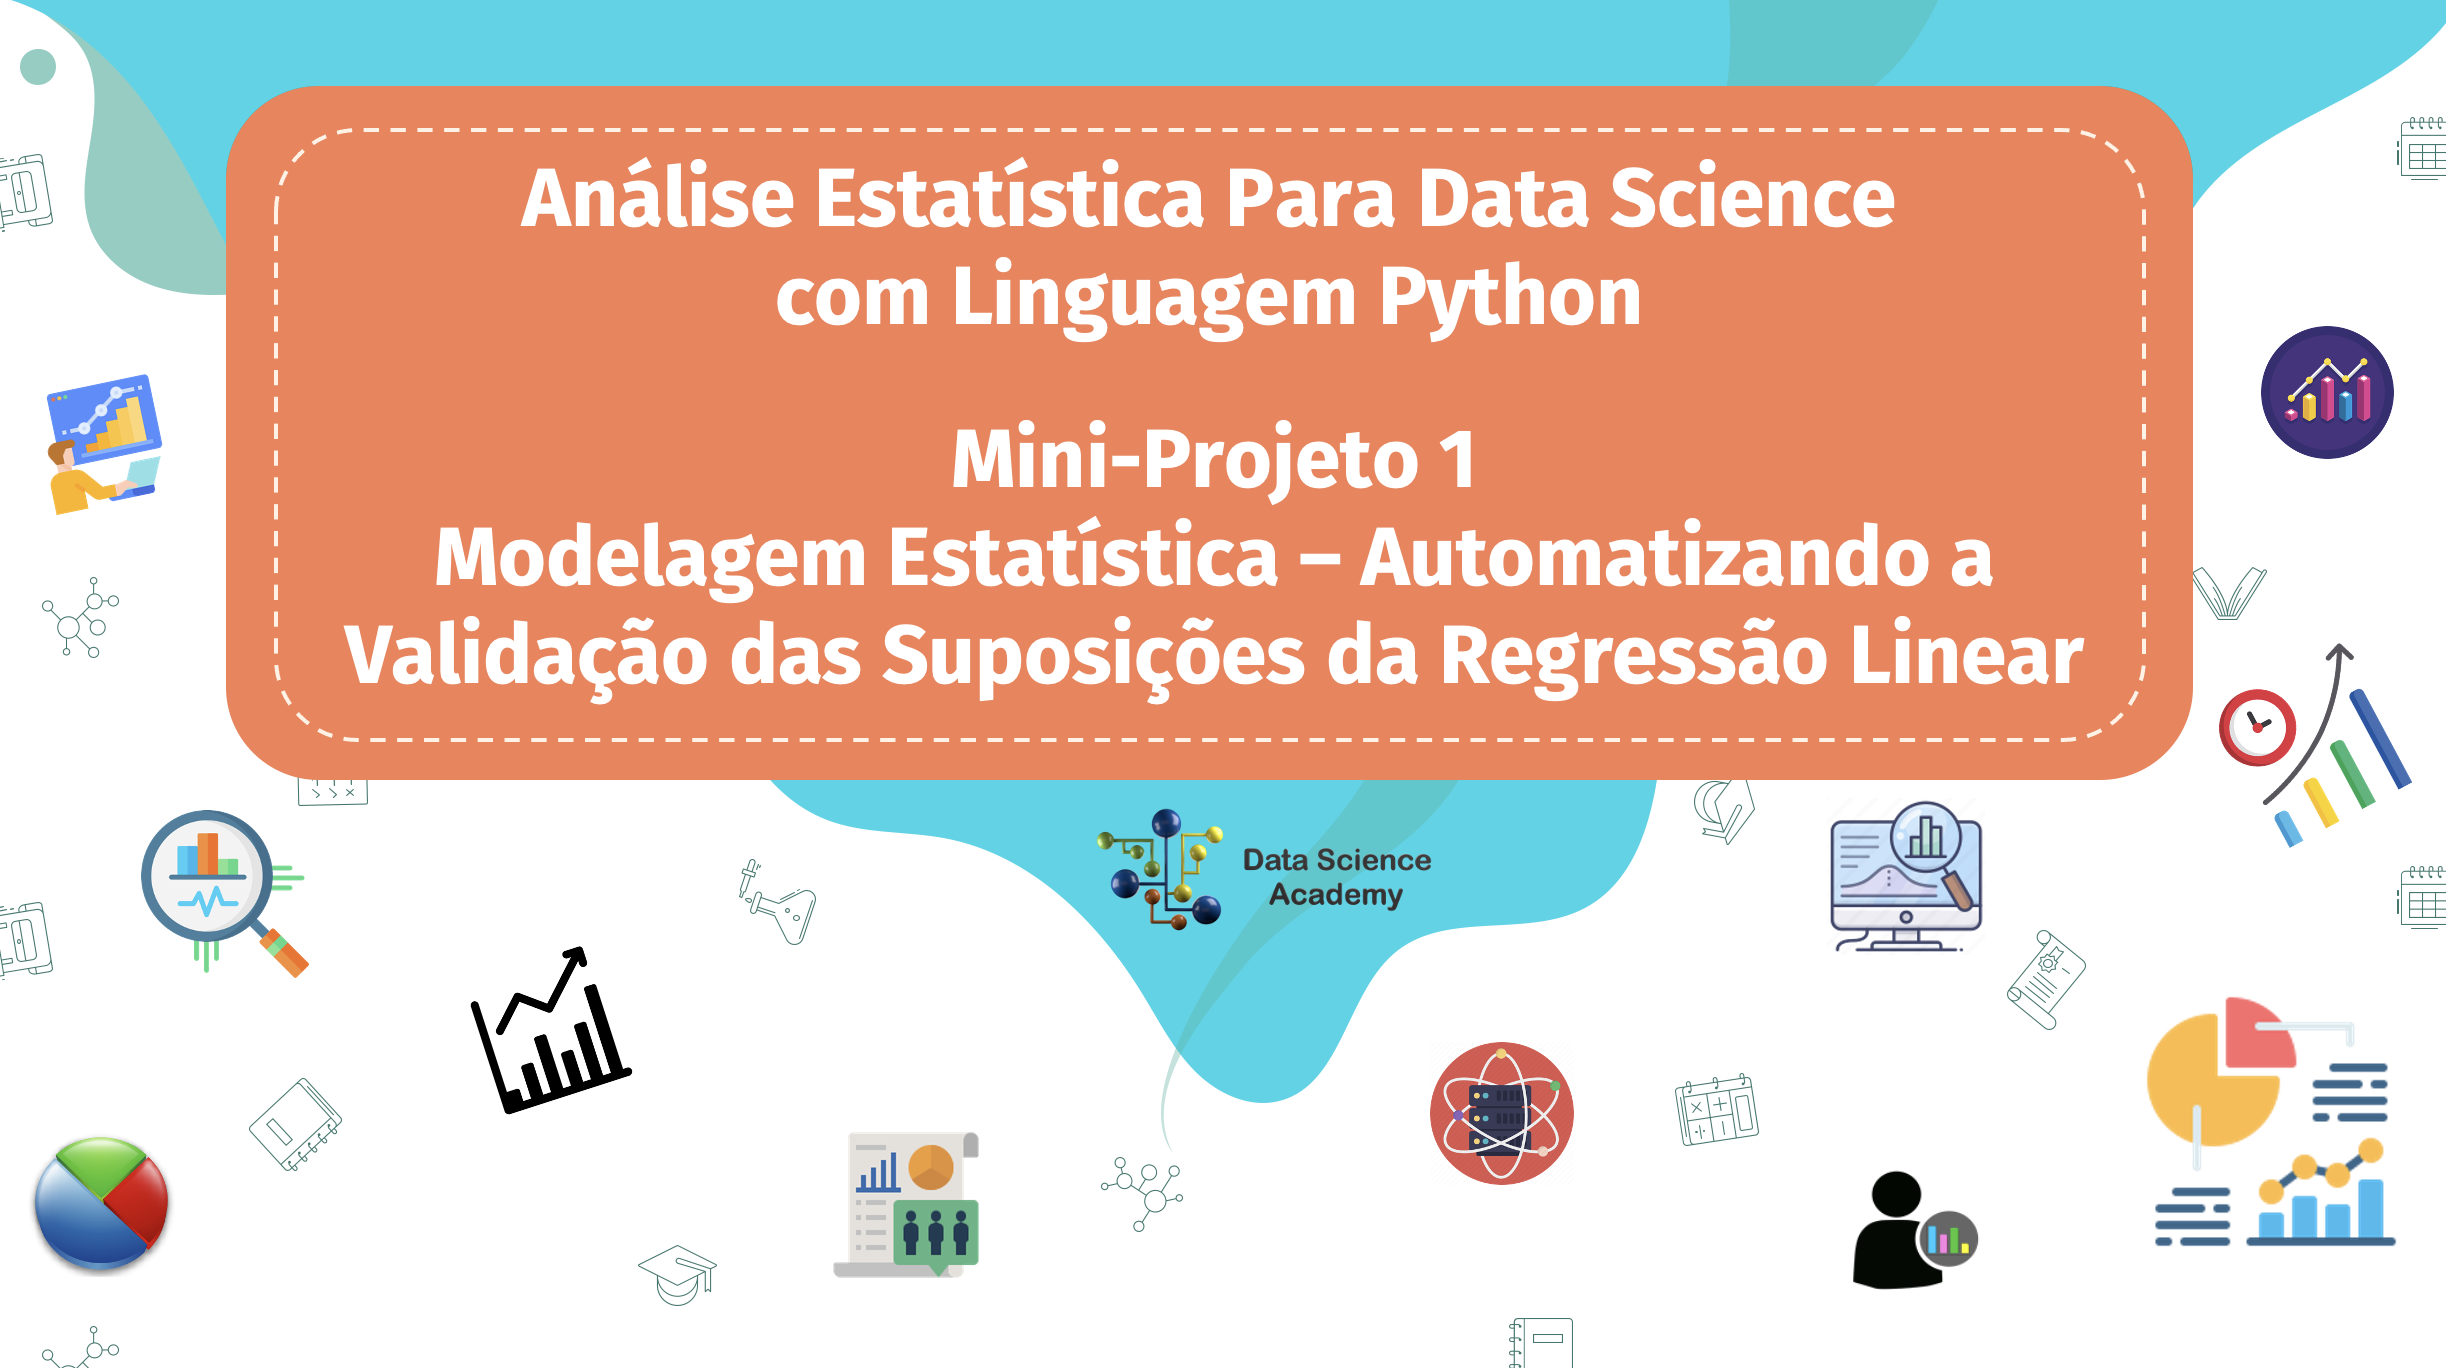 Análise Estatística Para Data Science
com Linguagem Python
Mini-Projeto 1
Modelagem Estatística – Automatizando a
Validação das Suposições da Regressão Linear
Data Science
Academy